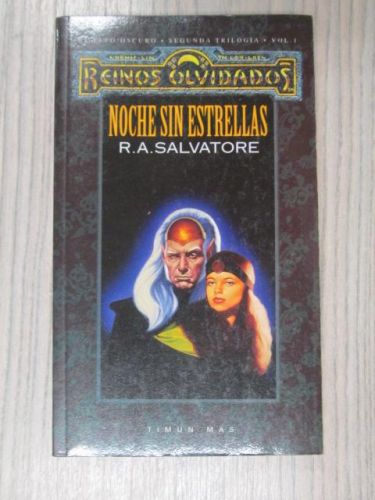 OSCURO • SEGUNDA TRILOGÍA • VOL. 1
REINOS OLVIDADOS
NOCHE SIN ESTRELLAS
R.A.SALVATORE
TIMUN MAS